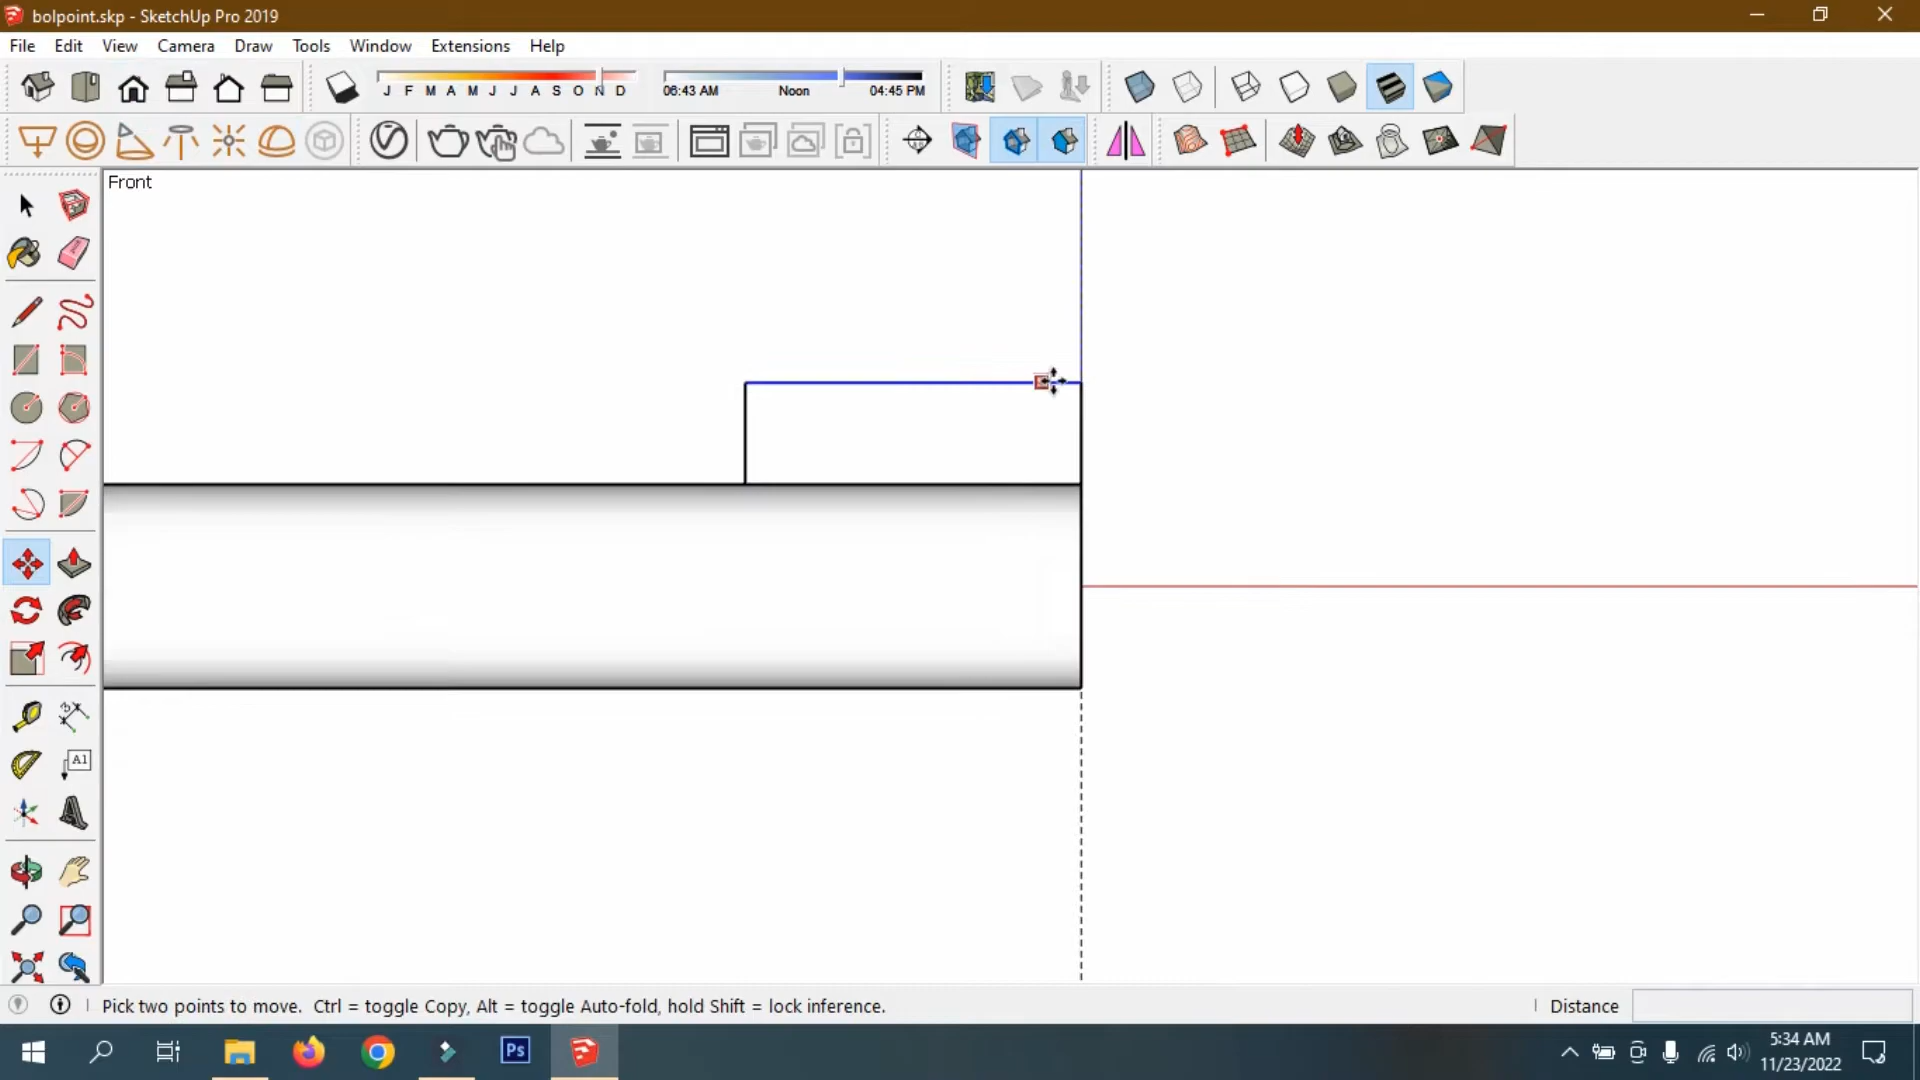 bolpoint.skp - SketchUp Pro 2019
File Edit View Camera Draw Tools Window Extensions Help
J F M A M J J A S O N D
06:43 AM Noon 04:45 PM
Front
A1
Pick two points to move. Ctrl = toggle Copy, Alt = toggle Auto-fold, hold Shift = lock inference.
Distance
Ps
5:34 AM
11/23/2022